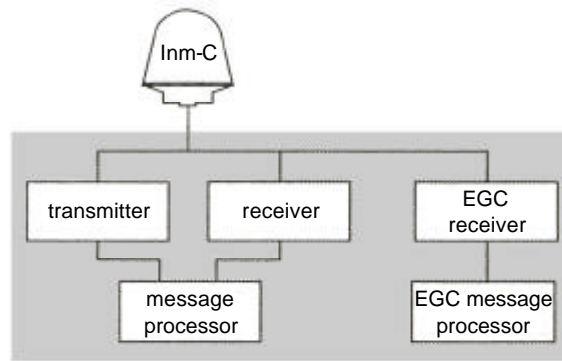 Inm-C
transmitter
receiver
EGC
receiver
message
processor
EGC message
processor